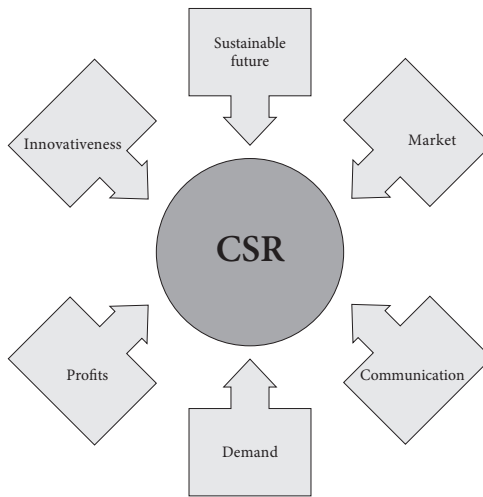 Sustainable
future
Innovativeness
Market
CSR
Profits
Communication
Demand